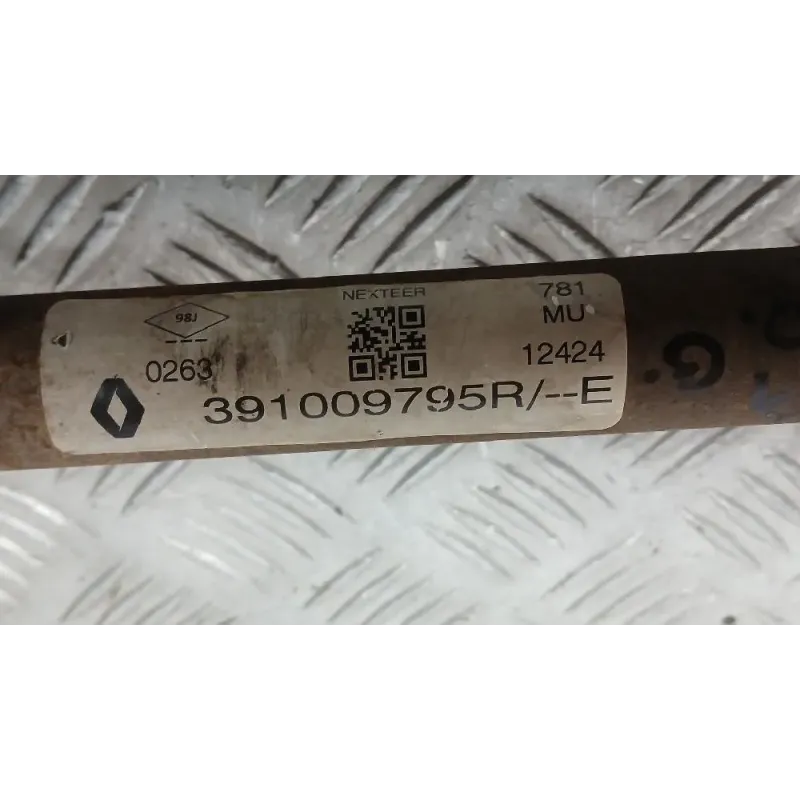 98J
---
0263
NEXTEER
781
MU
12424
391009795R/--E
G.